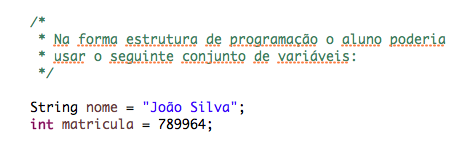 /*
* Na forma estrutura de programação o aluno poderia
* usar o seguinte conjunto de variáveis:
*/
String nome = "João Silva";
int matricula = 789964;